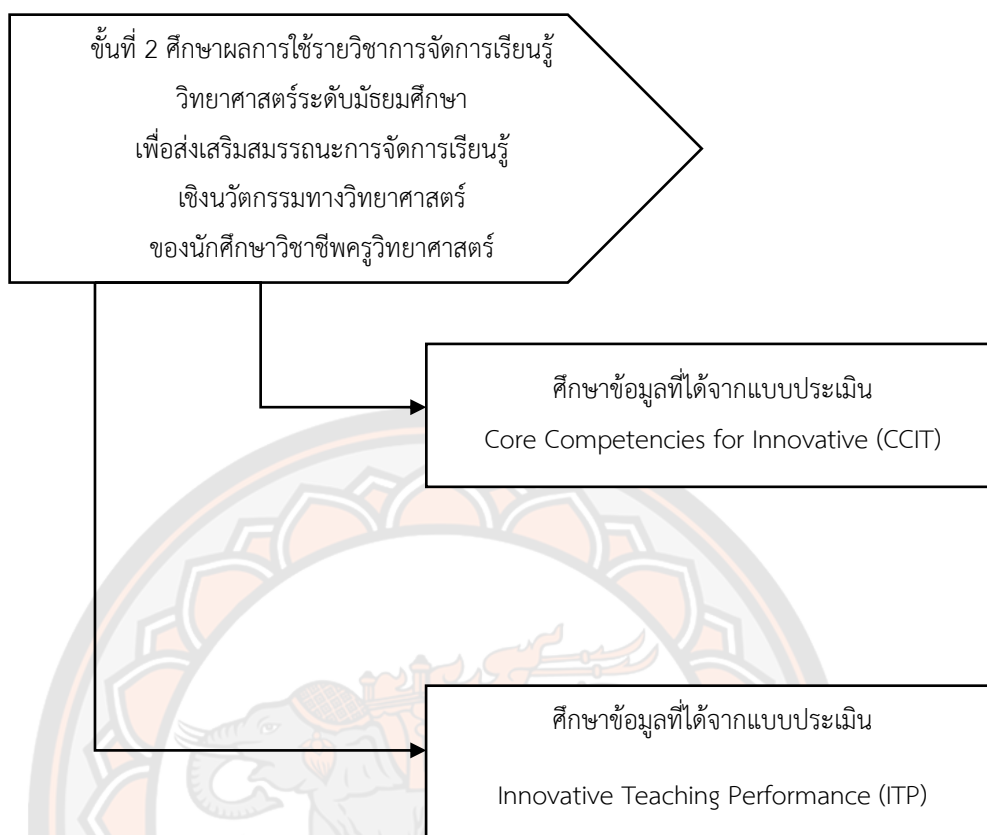 ขั้นที่ 2 ศึกษาผลการใช้รายวิชาการจัดการเรียนรู้
วิทยาศาสตร์ระดับมัธยมศึกษา
เพื่อส่งเสริมสมรรถนะการจัดการเรียนรู้
เชิงนวัตกรรมทางวิทยาศาสตร์
ของนักศึกษาวิชาชีพครูวิทยาศาสตร์
ศึกษาข้อมูลที่ได้จากแบบประเมิน
Core Competencies for Innovative (CCIT)
ศึกษาข้อมูลที่ได้จากแบบประเมิน
Innovative Teaching Performance (ITP)